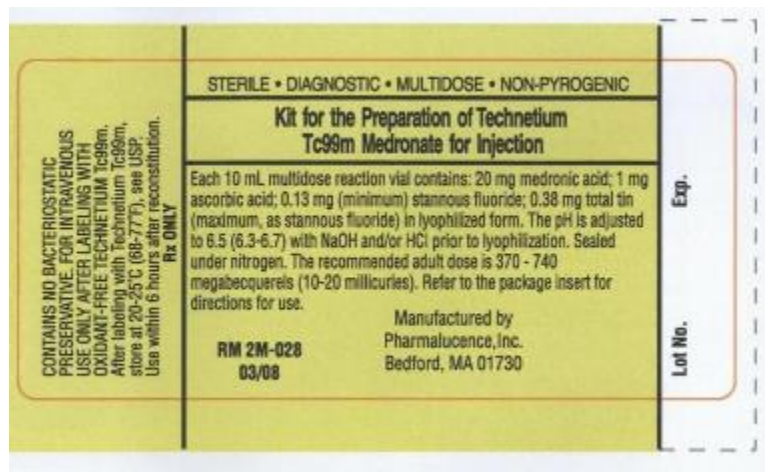 CONTAINS NO BACTERIOSTATIC
PRESERVATIVE. FOR INTRAVENOUS
USE ONLY AFTER LABELING WITH
OXIDANT-FREE TECHNETIUM Tc99m.
After labeling with Technetium Tc99m,
store at 20-25°C (68-77°F), see USP.
Use within 6 hours after reconstitution.
Rx ONLY
STERILE • DIAGNOSTIC • MULTIDOSE • NON-PYROGENIC
Kit for the Preparation of Technetium
Tc99m Medronate for Injection
Each 10 mL multidose reaction vial contains: 20 mg medronic acid; 1 mg
ascorbic acid; 0.13 mg (minimum) stannous fluoride; 0.38 mg total tin
(maximum, as stannous fluoride) in lyophilized form. The pH is adjusted
to 6.5 (6.3-6.7) with NaOH and/or HCl prior to lyophilization. Sealed
under nitrogen. The recommended adult dose is 370 - 740
megabecquerels (10-20 millicuries). Refer to the package insert for
directions for use.
Manufactured by
Pharmalucence,Inc.
Bedford, MA 01730
RM 2M-028
03/08
Lot No.
Exp.